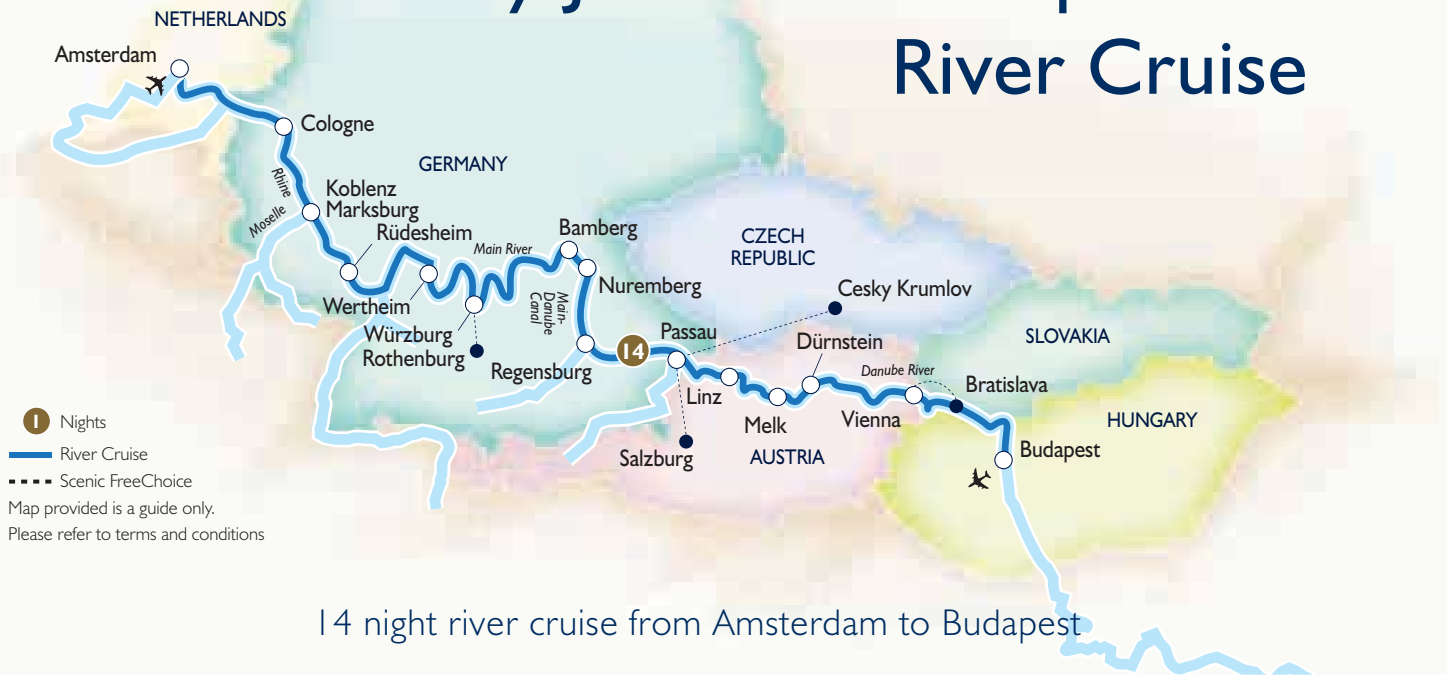 River Cruise
NETHERLANDS
Amsterdam
Cologne
GERMANY
Rhine
Koblenz
Marksburg
Moselle
Rüdesheim
Main River
Bamberg
CZECH
REPUBLIC
Nuremberg
Cesky Krumlov
Wertheim
Main-
Danube
Canal
Würzburg
Rothenburg
Regensburg
14
Passau
Dürnstein
SLOVAKIA
Danube River
Bratislava
Linz
Melk
Vienna
HUNGARY
Salzburg
AUSTRIA
Budapest
1 Nights
River Cruise
Scenic FreeChoice
Map provided is a guide only.
Please refer to terms and conditions
14 night river cruise from Amsterdam to Budapest